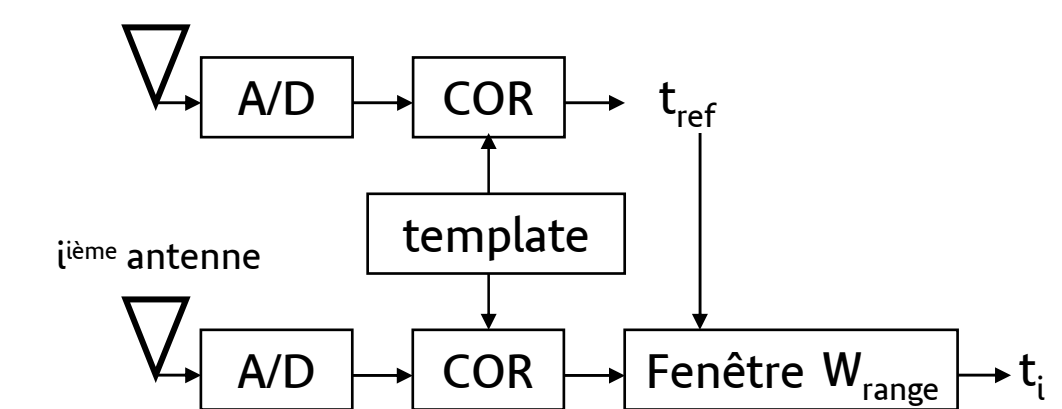 A/D
COR
t_ref
template
i^ième antenne
A/D
COR
Fenêtre W_range
t_i